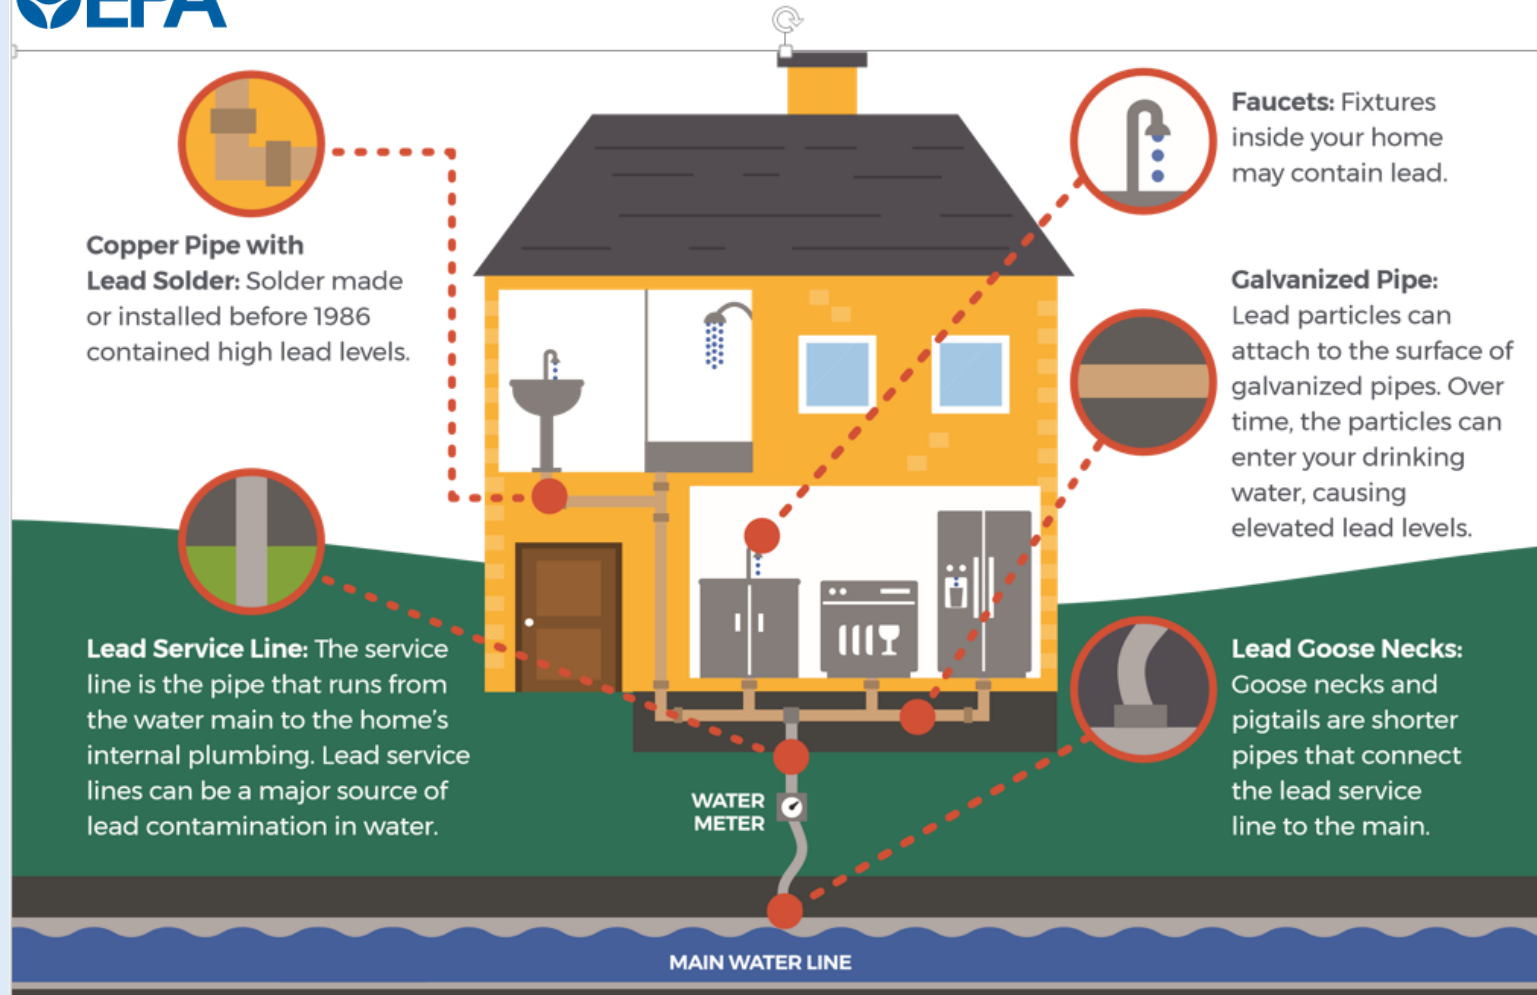 EPA
Copper Pipe with
Lead Solder: Solder made
or installed before 1986
contained high lead levels.
Lead Service Line: The service
line is the pipe that runs from
the water main to the home's
internal plumbing. Lead service
lines can be a major source of
lead contamination in water.
Faucets: Fixtures
inside your home
may contain lead.
Galvanized Pipe:
Lead particles can
attach to the surface of
galvanized pipes. Over
time, the particles can
enter your drinking
water, causing
elevated lead levels.
Lead Goose Necks:
Goose necks and
pigtails are shorter
pipes that connect
the lead service
line to the main.
WATER
METER
MAIN WATER LINE